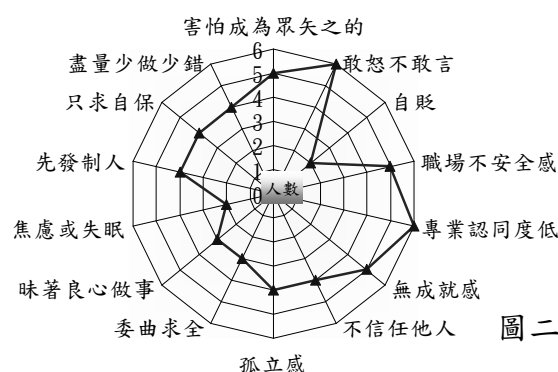 害怕成為眾矢之的
盡量少做少錯
敢怒不敢言
只求自保
自貶
先發制人
職場不安全感
焦慮或失眠
專業認同度低
昧著良心做事
無成就感
委曲求全
不信任他人
孤立感
6
5
4
3
2
1
0
人數
圖二